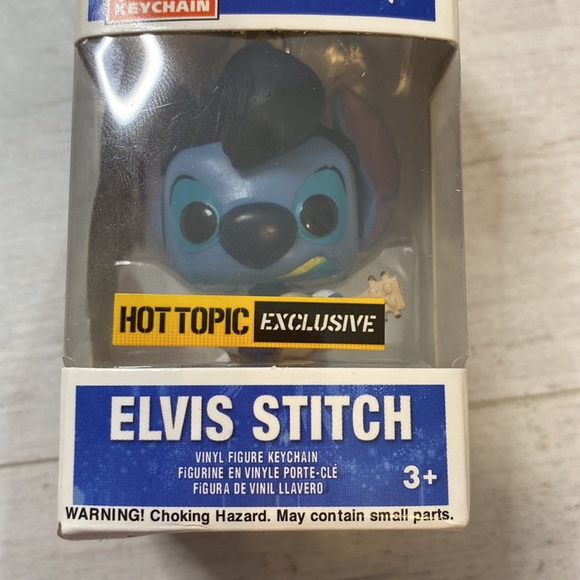 KEYCHAIN
HOT TOPIC EXCLUSIVE
ELVIS STITCH
VINYL FIGURE KEYCHAIN
FIGURINE EN VINYLE PORTE-CLÉ
FIGURA DE VINIL LLAVERO
3+
WARNING! Choking Hazard. May contain small parts.